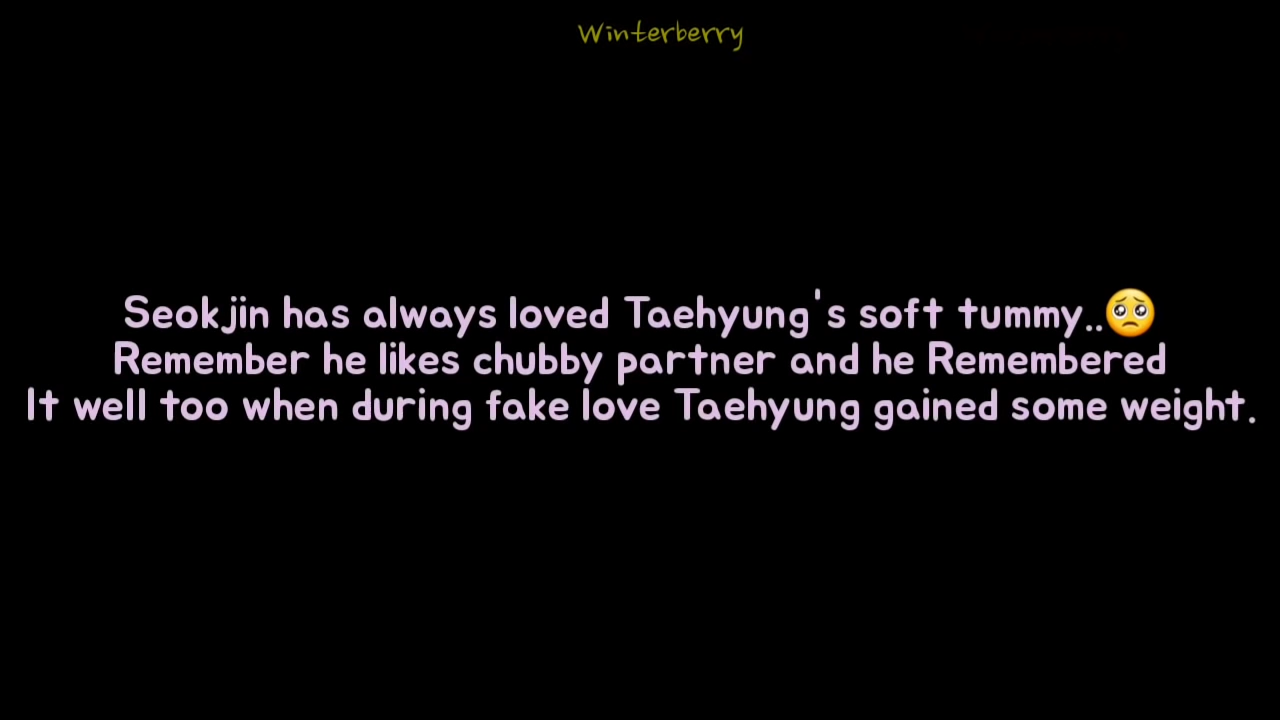 Winterberry
Seokjin has always loved Taehyung's soft tummy..🥺
Remember he likes chubby partner and he Remembered
It well too when during fake love Taehyung gained some weight.